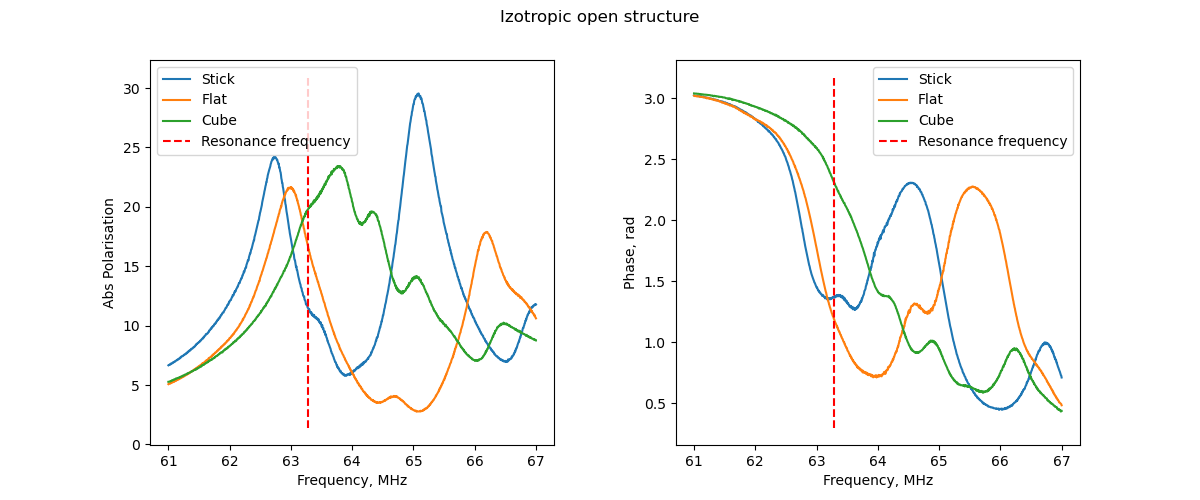 Izotropic open structure
Stick
Flat
Cube
Resonance frequency
Abs Polarisation
30
25
20
15
10
5
0
61 62 63 64 65 66 67
Frequency, MHz
Stick
Flat
Cube
Resonance frequency
Phase, rad
3.0
2.5
2.0
1.5
1.0
0.5
61 62 63 64 65 66 67
Frequency, MHz